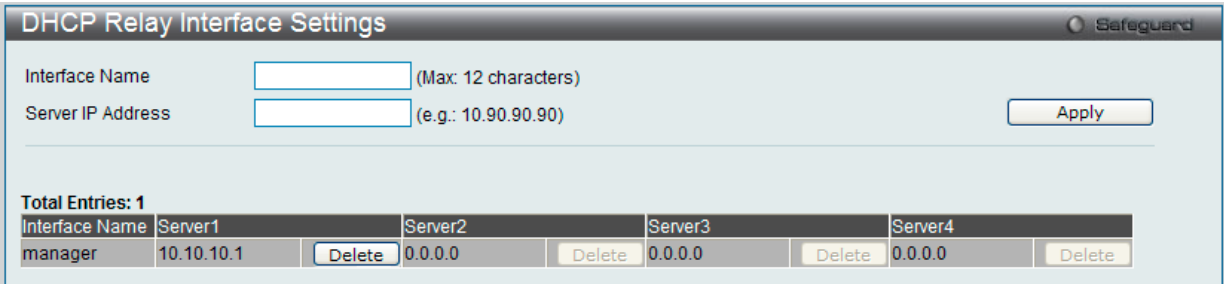 DHCP Relay Interface Settings Safeguard
Interface Name (Max: 12 characters)
Server IP Address (e.g.: 10.90.90.90) Apply
Total Entries: 1
Interface Name Server1 Server2 Server3 Server4
manager 10.10.10.1 Delete 0.0.0.0 Delete 0.0.0.0 Delete 0.0.0.0 Delete